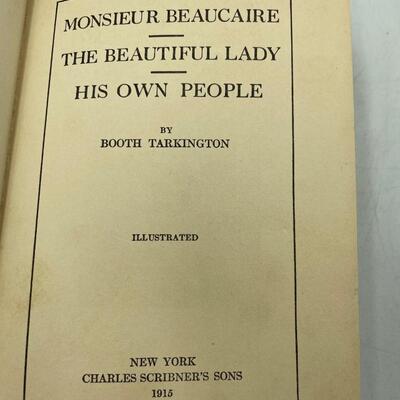 MONSIEUR BEAUCAIRE
THE BEAUTIFUL LADY
HIS OWN PEOPLE
BY
BOOTH TARKINGTON
ILLUSTRATED
NEW YORK
CHARLES SCRIBNER'S SONS
1915